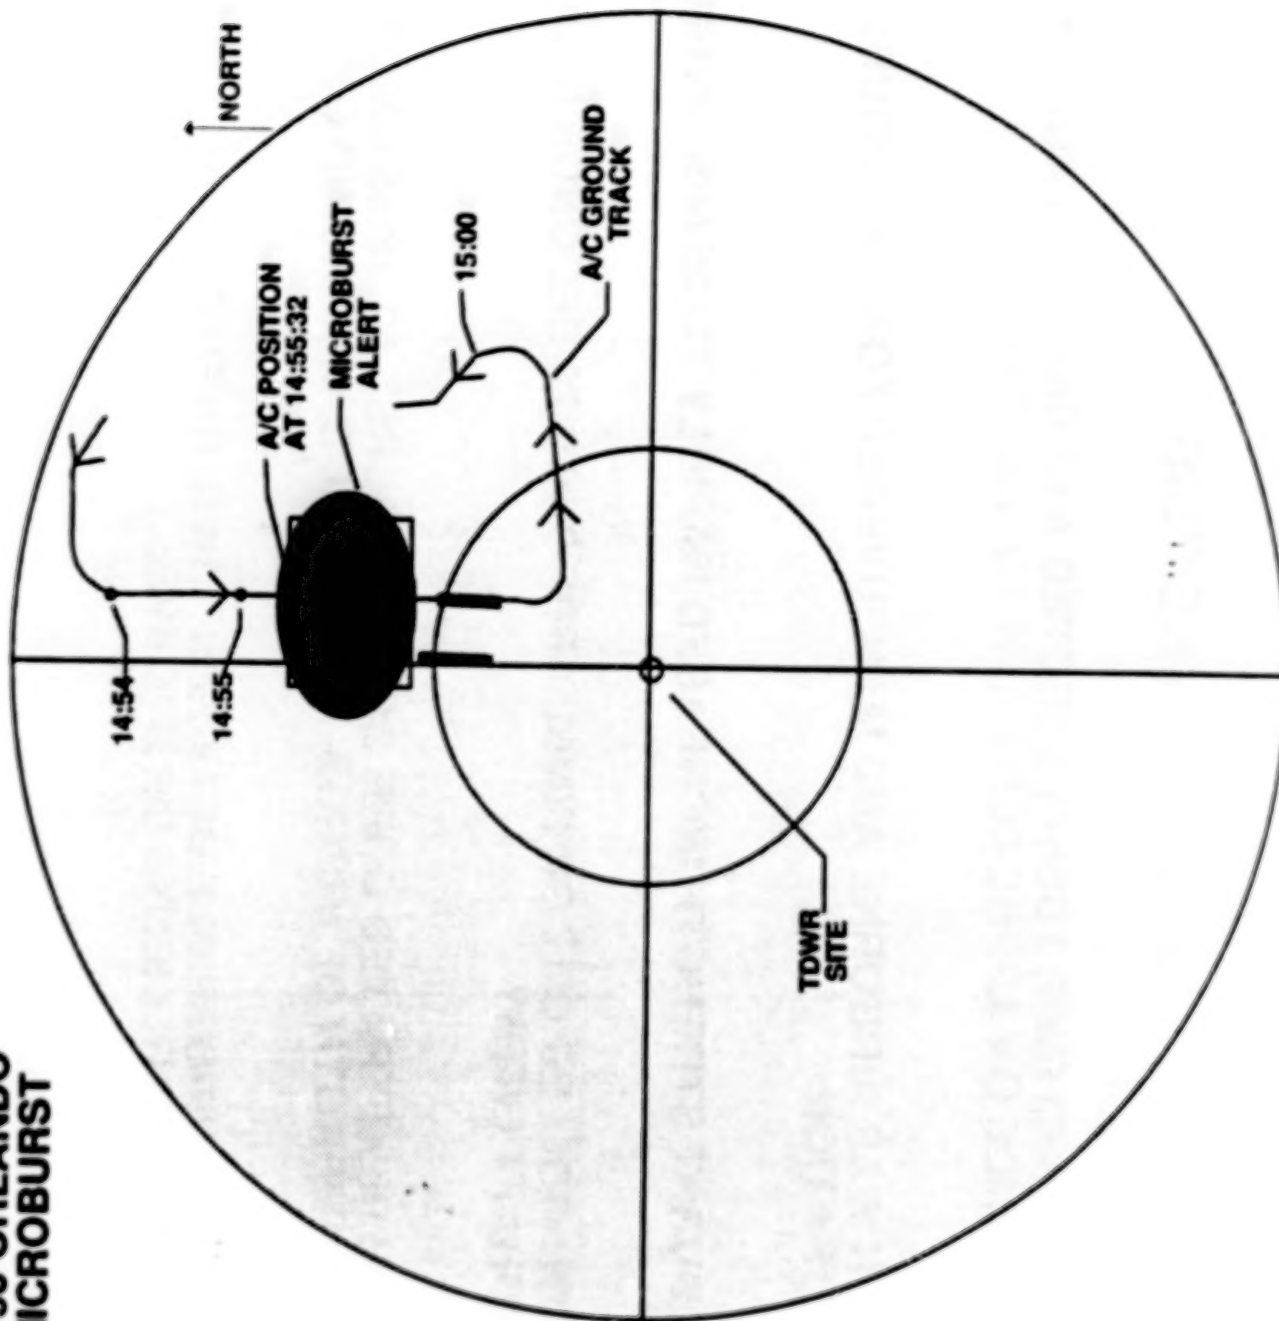 ORLANDO
MICROBURST
NORTH
A/C POSITION
AT 14:55:32
MICROBURST
ALERT
15:00
A/C GROUND
TRACK
14:54
14:55
TDWR
SITE